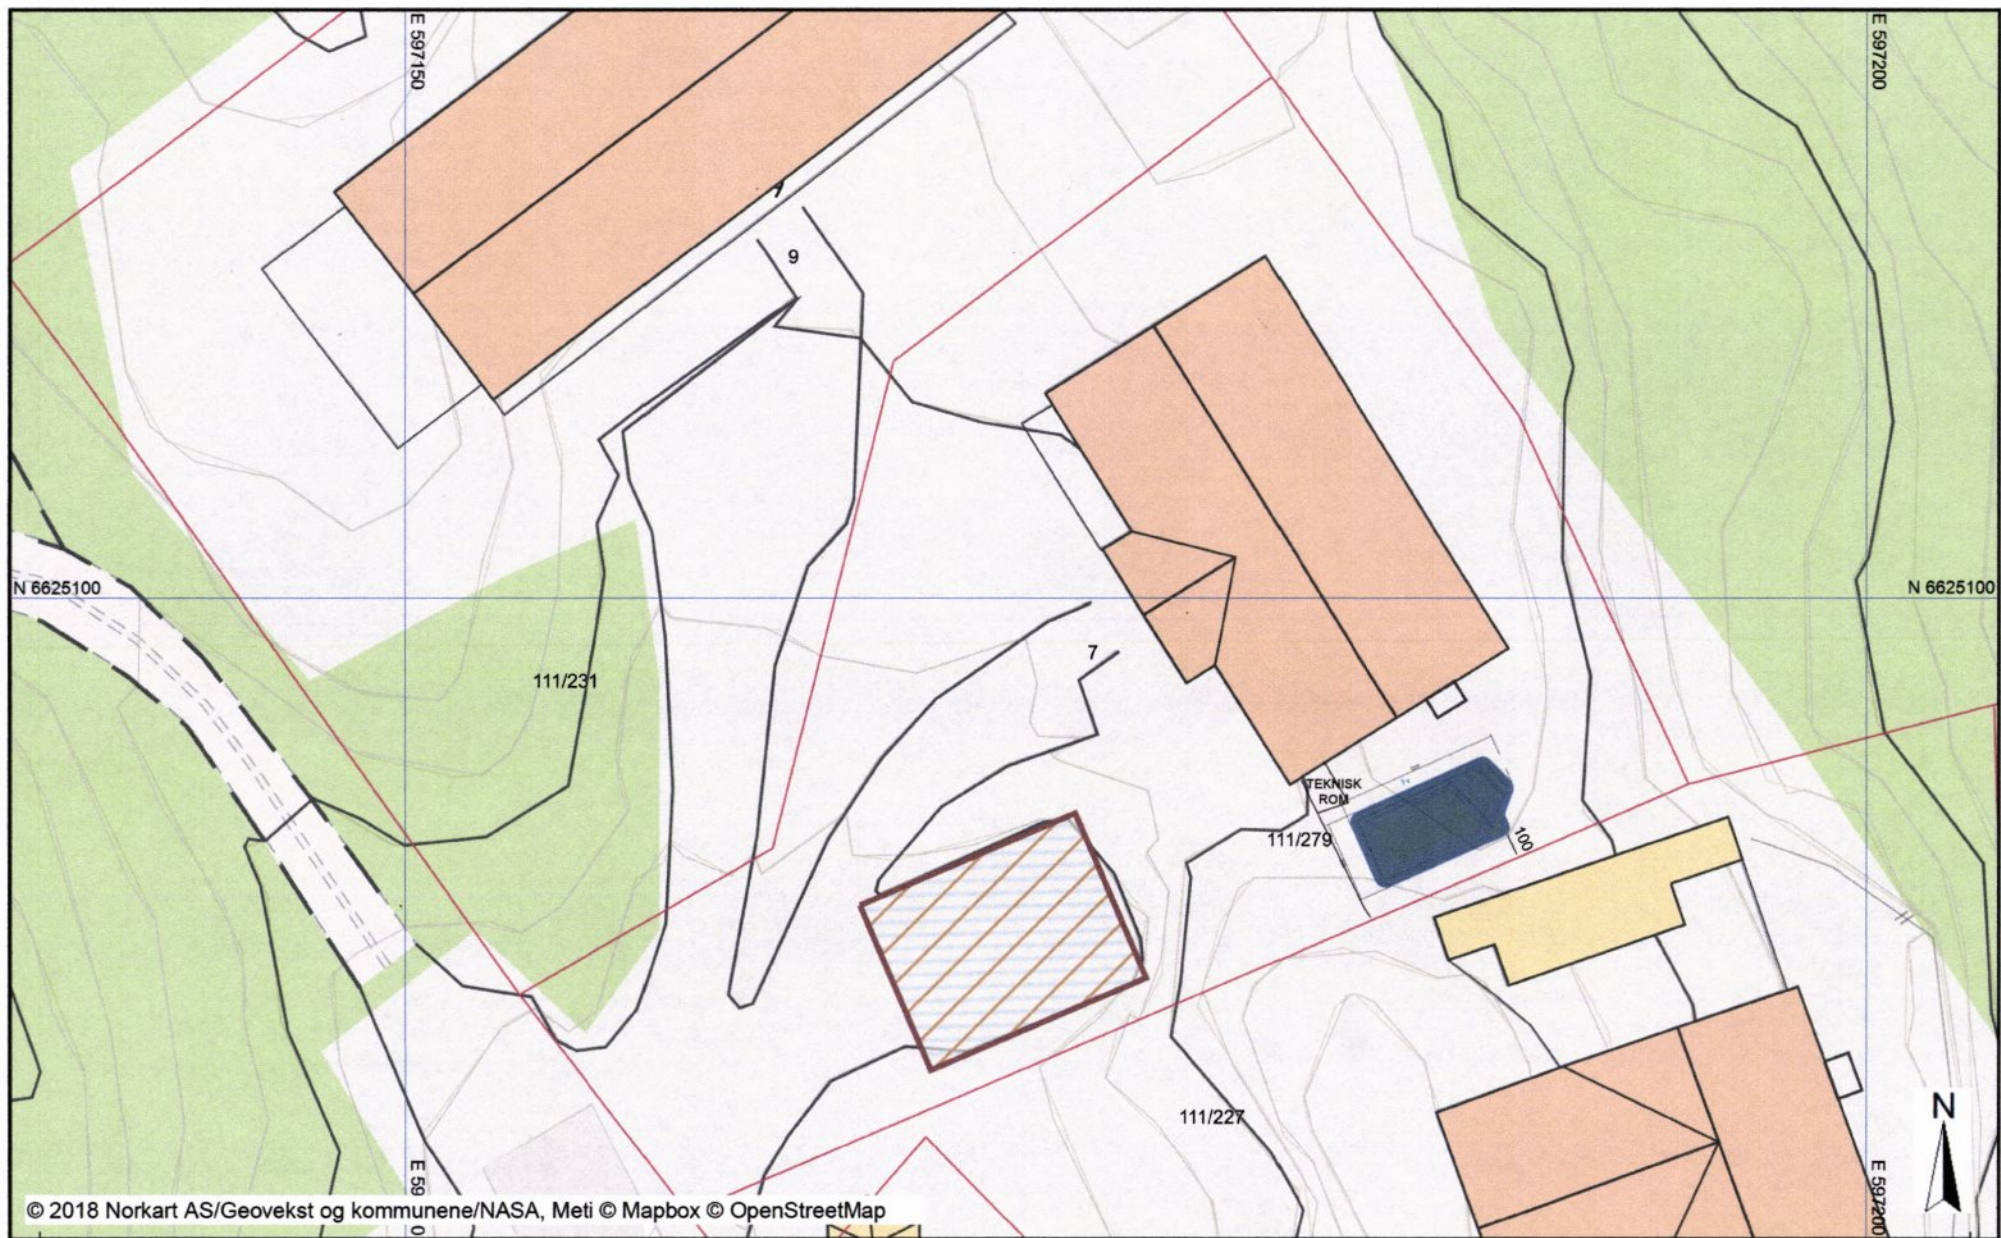 E 597150
E 597200
9
N 6625100
N 6625100
7
111/231
TEKNISK
ROM
111/279
100
111/227
N
E 59
0
E 597200
© 2018 Norkart AS/Geovekst og kommunene/NASA, Meti © Mapbox © OpenStreetMap